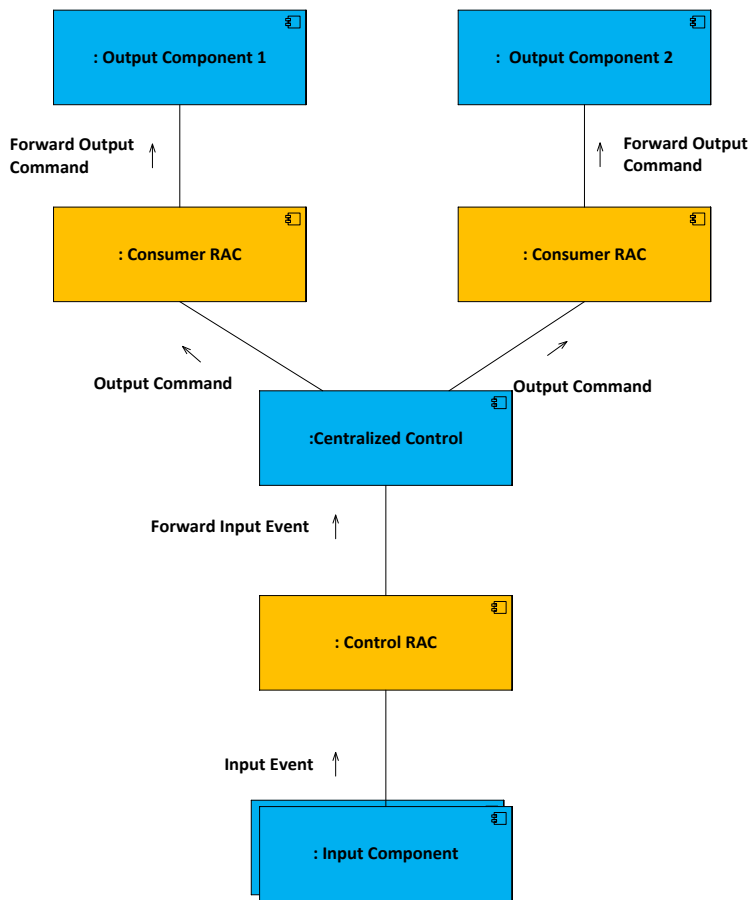 : Output Component 1
: Output Component 2
Forward Output
Command
Forward Output
Command
: Consumer RAC
: Consumer RAC
Output Command
Output Command
:Centralized Control
Forward Input Event
: Control RAC
Input Event
: Input Component